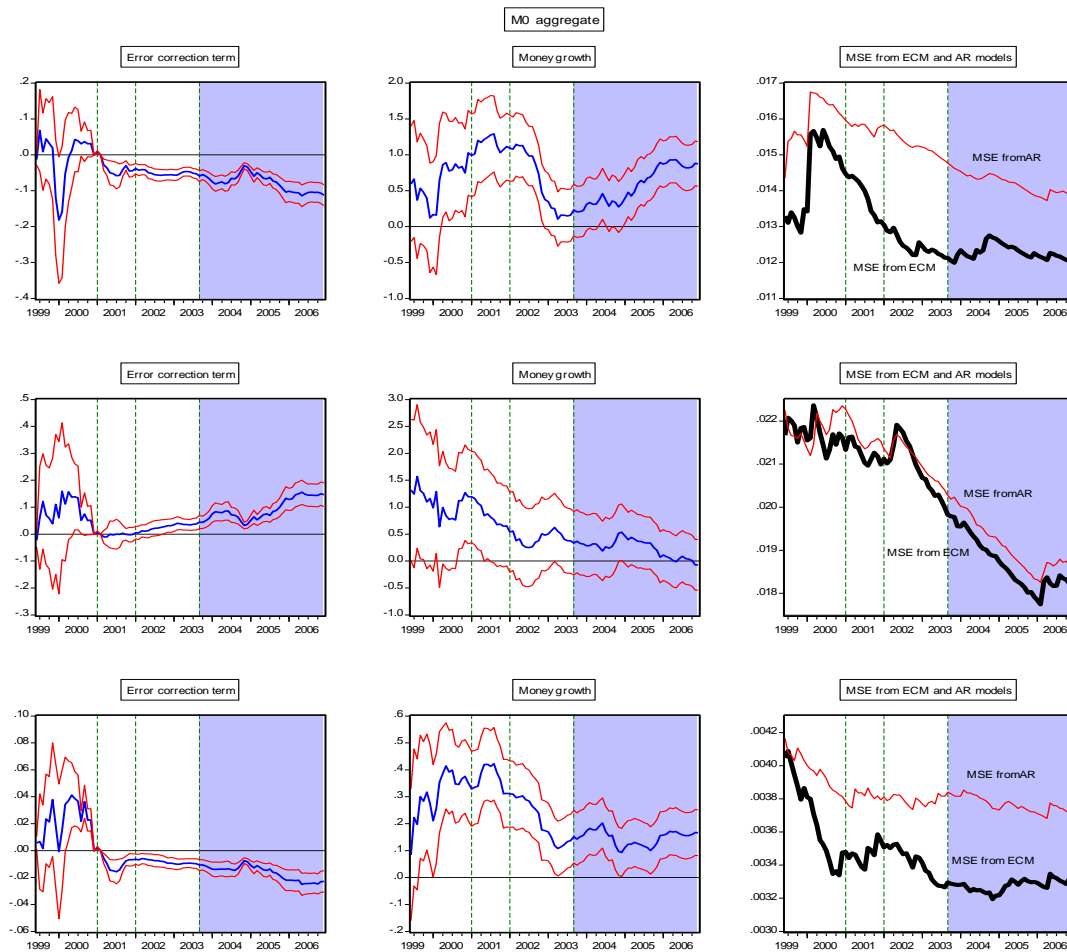 M0 aggregate
Error correction term
Money growth
MSE from ECM and AR models
.2
.1
.0
-.1
-.2
-.3
-.4
1999 2000 2001 2002 2003 2004 2005 2006
2.0
1.5
1.0
0.5
0.0
-0.5
-1.0
1999 2000 2001 2002 2003 2004 2005 2006
.017
.016
.015
.014
.013
.012
.011
MSE fromAR
MSE from ECM
1999 2000 2001 2002 2003 2004 2005 2006
Error correction term
Money growth
MSE from ECM and AR models
.5
.4
.3
.2
.1
.0
-.1
-.2
-.3
1999 2000 2001 2002 2003 2004 2005 2006
3.0
2.5
2.0
1.5
1.0
0.5
0.0
-0.5
-1.0
1999 2000 2001 2002 2003 2004 2005 2006
.022
.021
.020
.019
.018
MSE fromAR
MSE from ECM
1999 2000 2001 2002 2003 2004 2005 2006
Error correction term
Money growth
MSE from ECM and AR models
.10
.08
.06
.04
.02
.00
-.02
-.04
-.06
1999 2000 2001 2002 2003 2004 2005 2006
.6
.5
.4
.3
.2
.1
.0
-.1
-.2
1999 2000 2001 2002 2003 2004 2005 2006
.0042
.0040
.0038
.0036
.0034
.0032
.0030
MSE fromAR
MSE from ECM
1999 2000 2001 2002 2003 2004 2005 2006